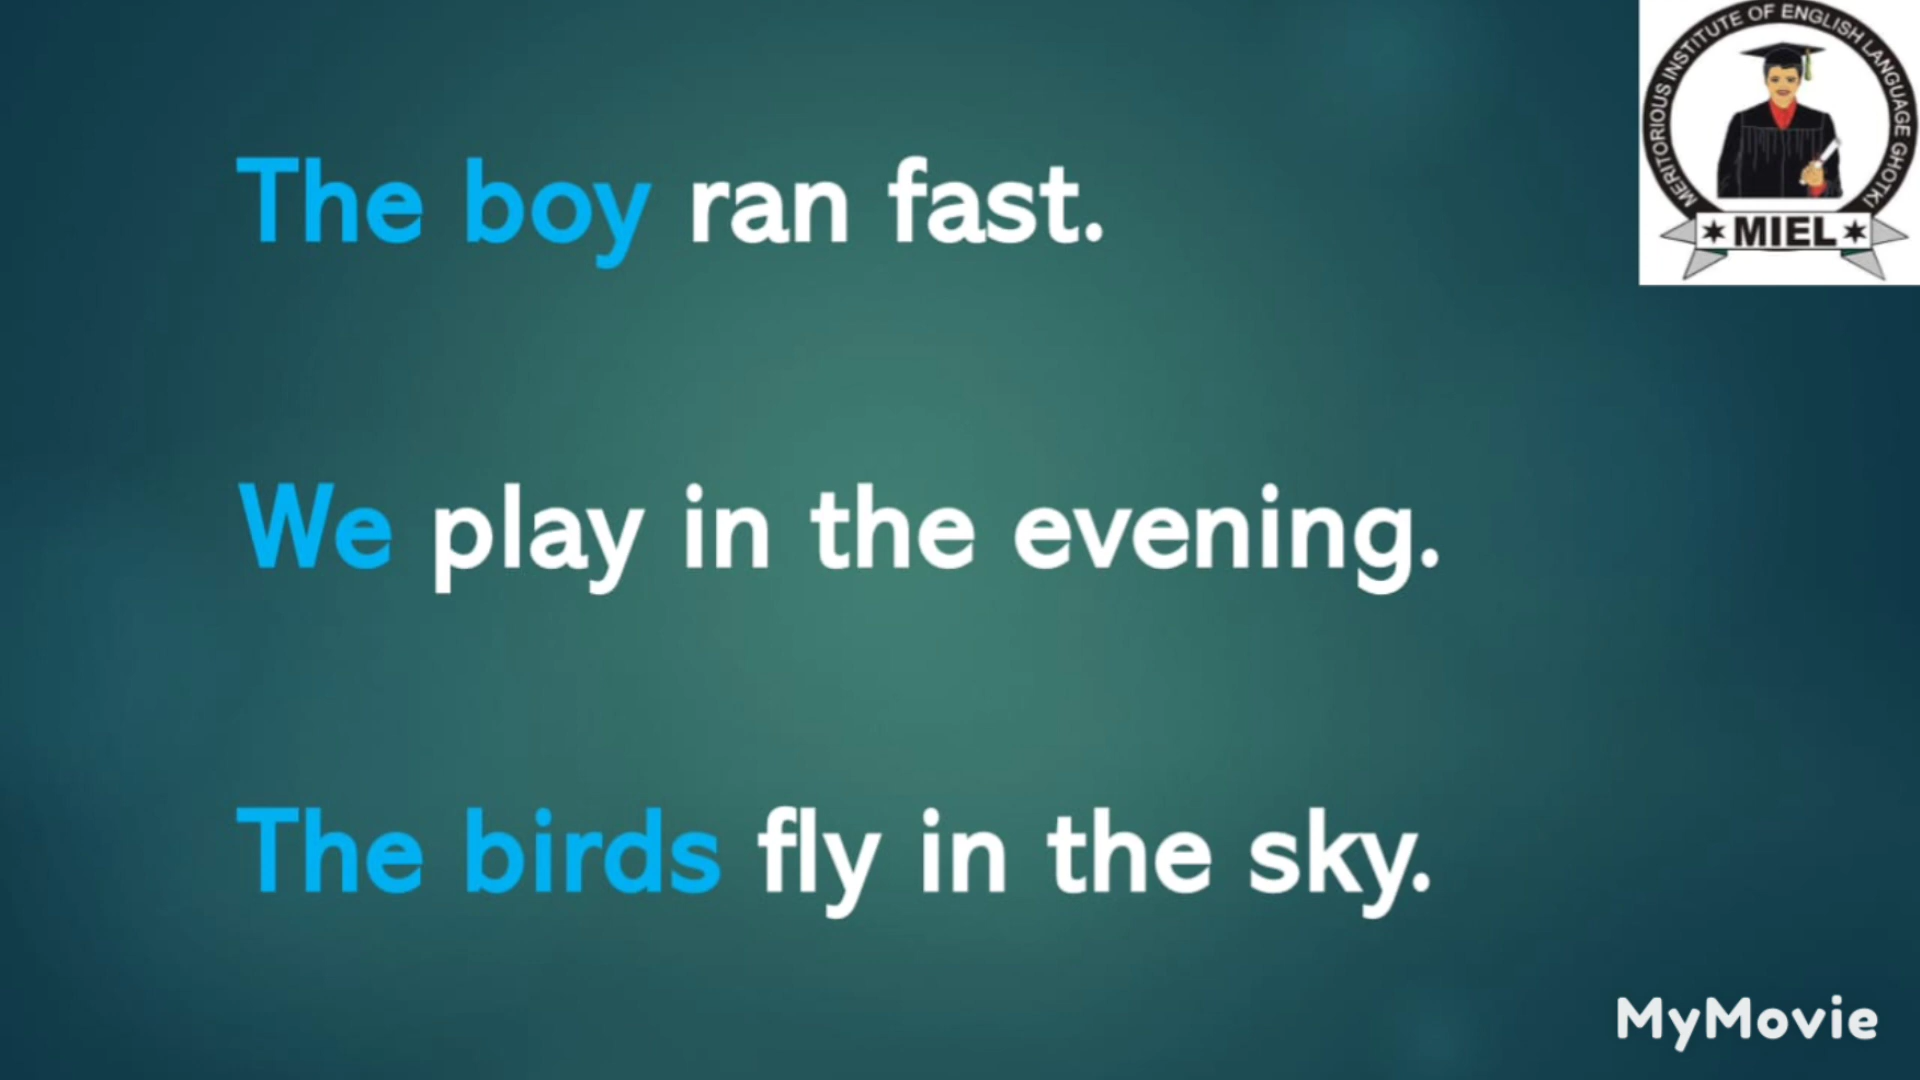 MERITORIOUS INSTITUTE OF ENGLISH LANGUAGE GHOTKI
MIEL
The boy ran fast.
We play in the evening.
The birds fly in the sky.
MyMovie